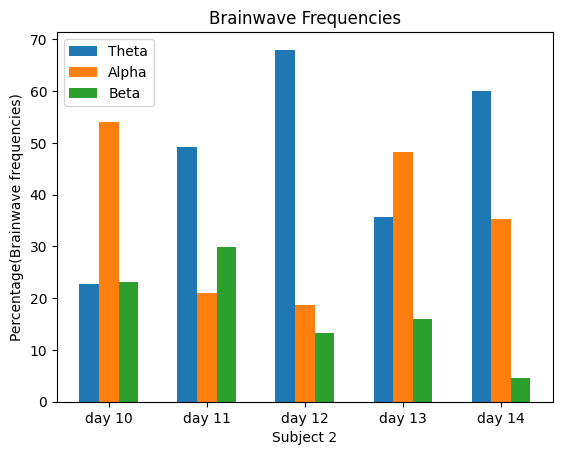 Brainwave Frequencies
Theta
Alpha
Beta
Percentage(Brainwave frequencies)
70
60
50
40
30
20
10
0
day 10
day 11
day 12
day 13
day 14
Subject 2